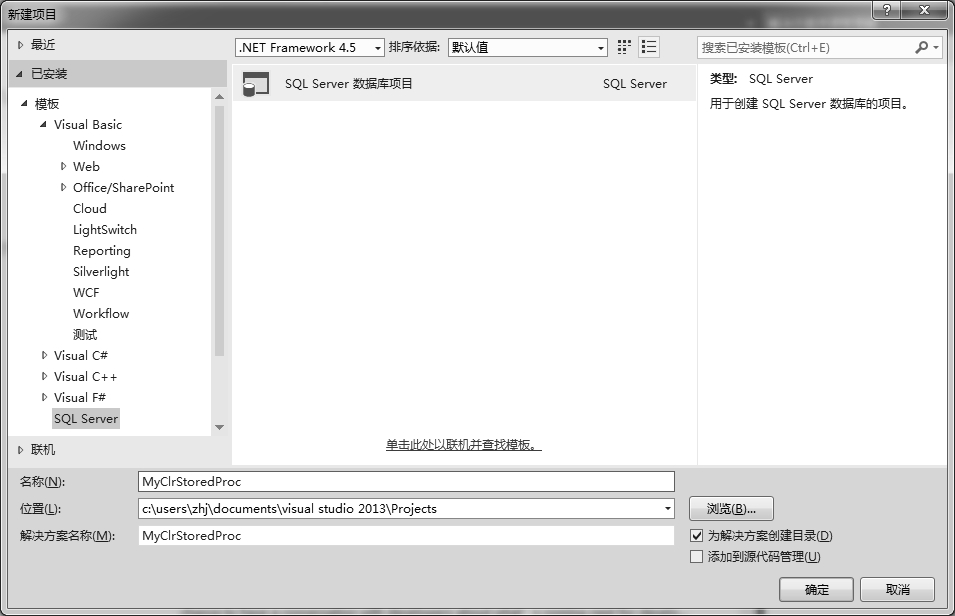 新建项目
最近
.NET Framework 4.5
排序依据:
默认值
搜索已安装模板(Ctrl+E)
已安装
模板
Visual Basic
Windows
Web
Office/SharePoint
Cloud
LightSwitch
Reporting
Silverlight
WCF
Workflow
测试
Visual C#
Visual C++
Visual F#
SQL Server
联机
SQL Server 数据库项目
SQL Server
类型: SQL Server
用于创建 SQL Server 数据库的项目。
单击此处以联机并查找模板。
名称(N):
MyClrStoredProc
位置(L):
c:\users\zhj\documents\visual studio 2013\Projects
浏览(B)...
解决方案名称(M):
MyClrStoredProc
为解决方案创建目录(D)
添加到源代码管理(U)
确定
取消